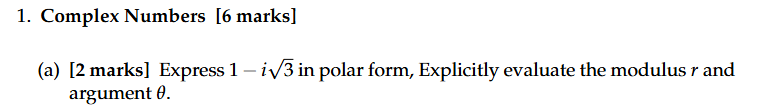 1. Complex Numbers [6 marks]
(a) [2 marks] Express 1 − i√3 in polar form, Explicitly evaluate the modulus r and
argument θ.